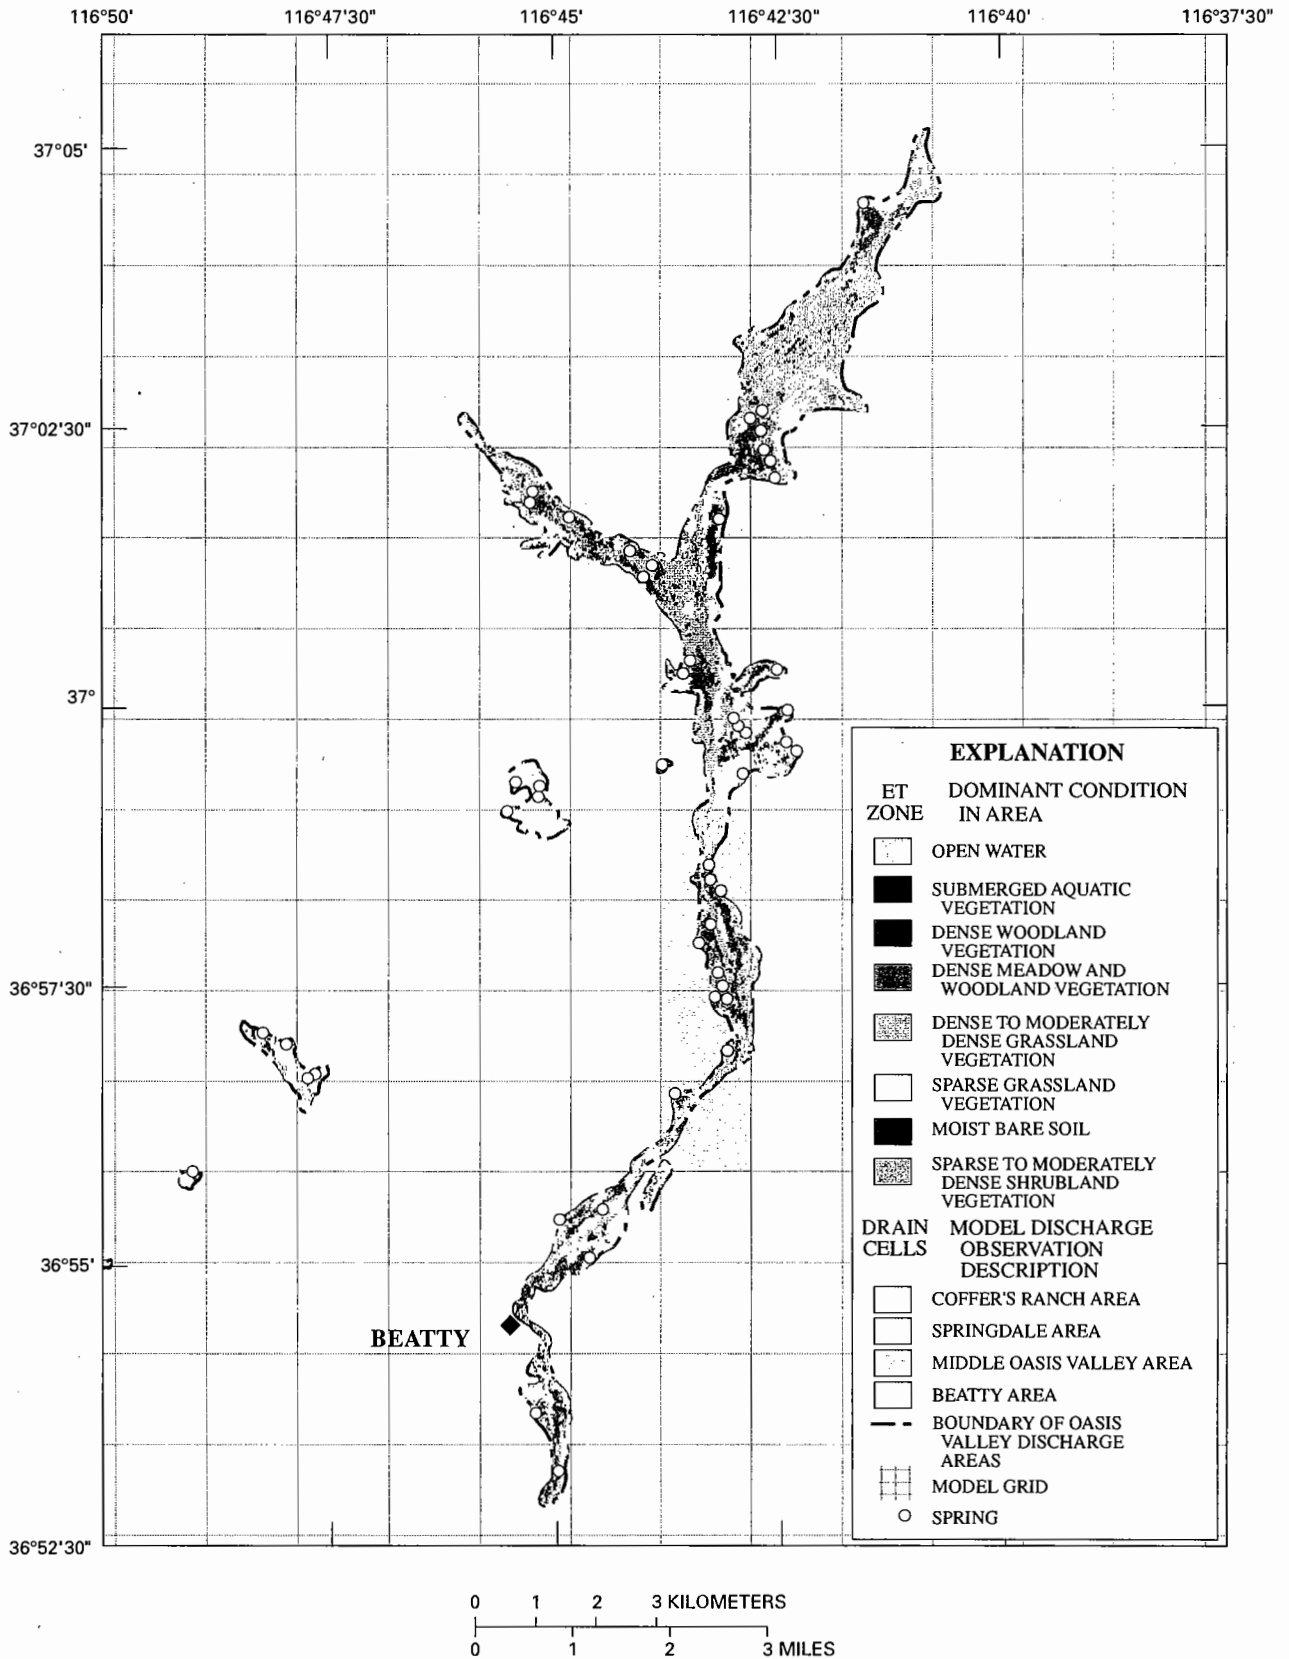 116°50' 116°47'30" 116°45' 116°42'30" 116°40' 116°37'30"
37°05'
37°02'30"
37°
36°57'30"
36°55'
36°52'30"
BEATTY
EXPLANATION
ET DOMINANT CONDITION
ZONE IN AREA
OPEN WATER
SUBMERGED AQUATIC
VEGETATION
DENSE WOODLAND
VEGETATION
DENSE MEADOW AND
WOODLAND VEGETATION
DENSE TO MODERATELY
DENSE GRASSLAND
VEGETATION
SPARSE GRASSLAND
VEGETATION
MOIST BARE SOIL
SPARSE TO MODERATELY
DENSE SHRUBLAND
VEGETATION
DRAIN MODEL DISCHARGE
CELLS OBSERVATION
DESCRIPTION
COFFER'S RANCH AREA
SPRINGDALE AREA
MIDDLE OASIS VALLEY AREA
BEATTY AREA
BOUNDARY OF OASIS
VALLEY DISCHARGE
AREAS
MODEL GRID
SPRING
0 1 2 3 KILOMETERS
0 1 2 3 MILES